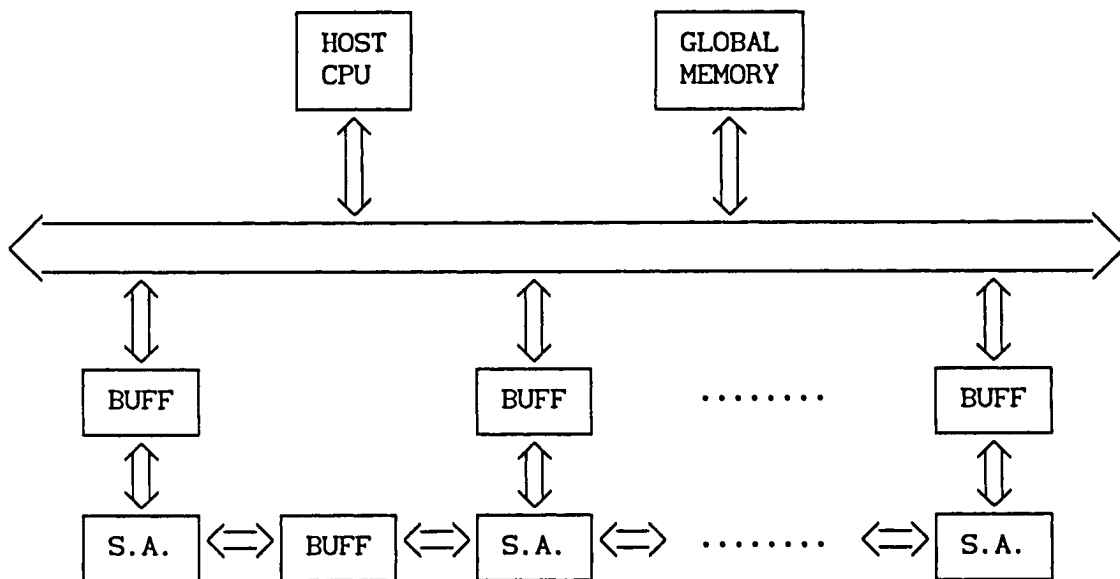 HOST
CPU
GLOBAL
MEMORY
BUFF
BUFF
........
BUFF
S.A.
BUFF
S.A.
........
S.A.